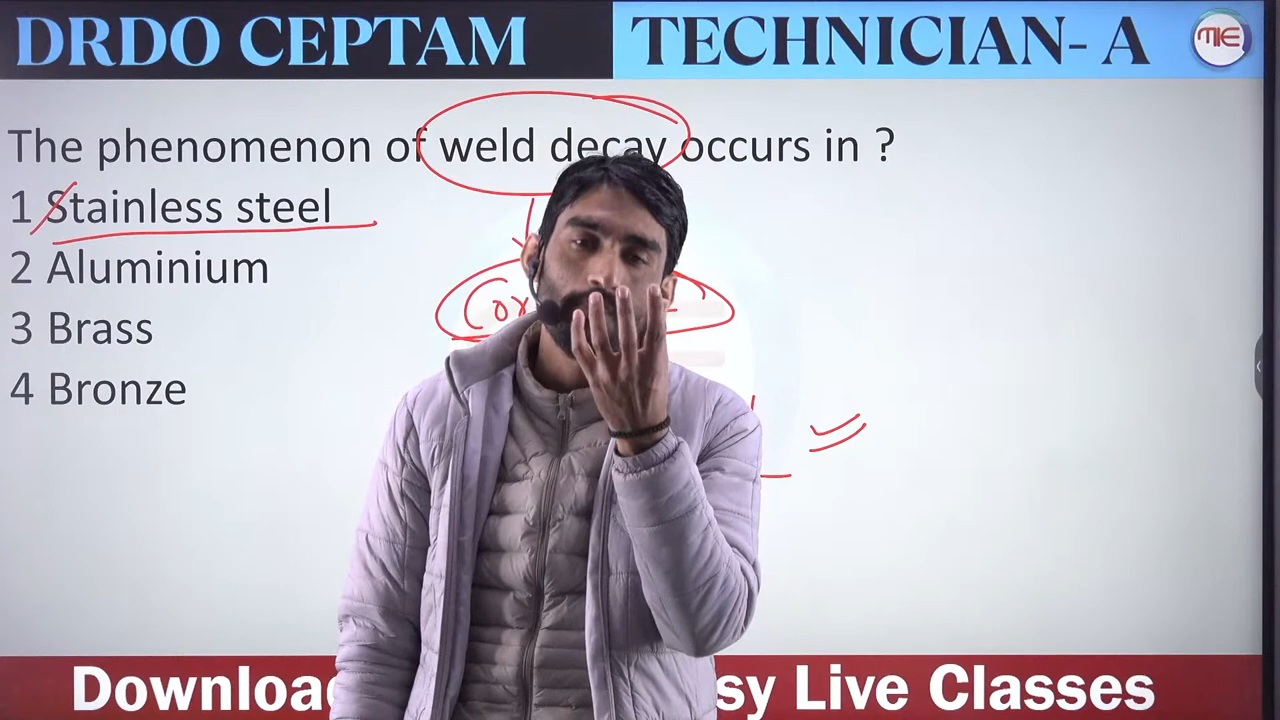 DRDO CEPTAM TECHNICIAN- A
MIE
The phenomenon of weld decay occurs in ?
1 Stainless steel
2 Aluminium
3 Brass
4 Bronze
Live Classes